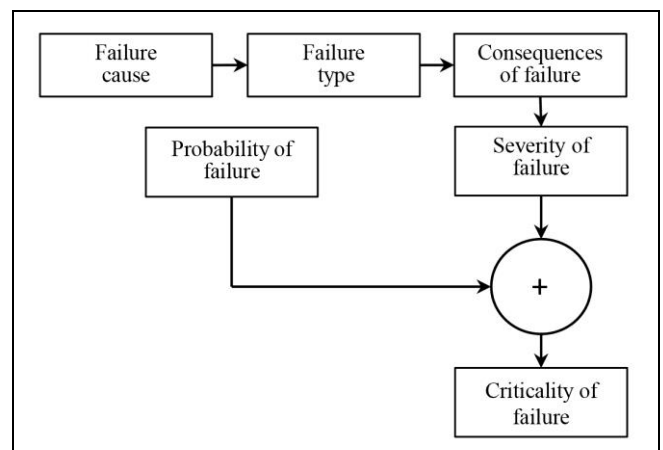 Failure
cause
Failure
type
Consequences
of failure
Probability of
failure
Severity of
failure
+
Criticality of
failure